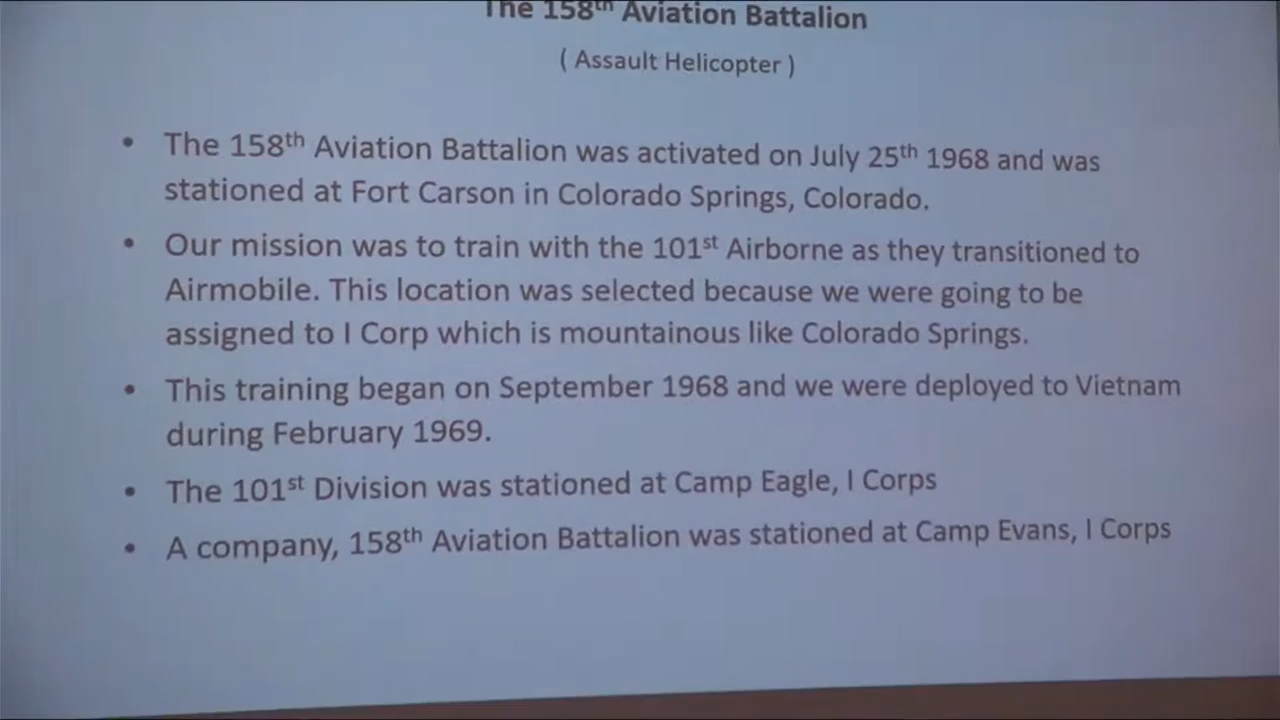 The 158th Aviation Battalion
( Assault Helicopter )
• The 158th Aviation Battalion was activated on July 25th 1968 and was
stationed at Fort Carson in Colorado Springs, Colorado.
• Our mission was to train with the 101st Airborne as they transitioned to
Airmobile. This location was selected because we were going to be
assigned to I Corp which is mountainous like Colorado Springs.
• This training began on September 1968 and we were deployed to Vietnam
during February 1969.
• The 101st Division was stationed at Camp Eagle, I Corps
• A company, 158th Aviation Battalion was stationed at Camp Evans, I Corps